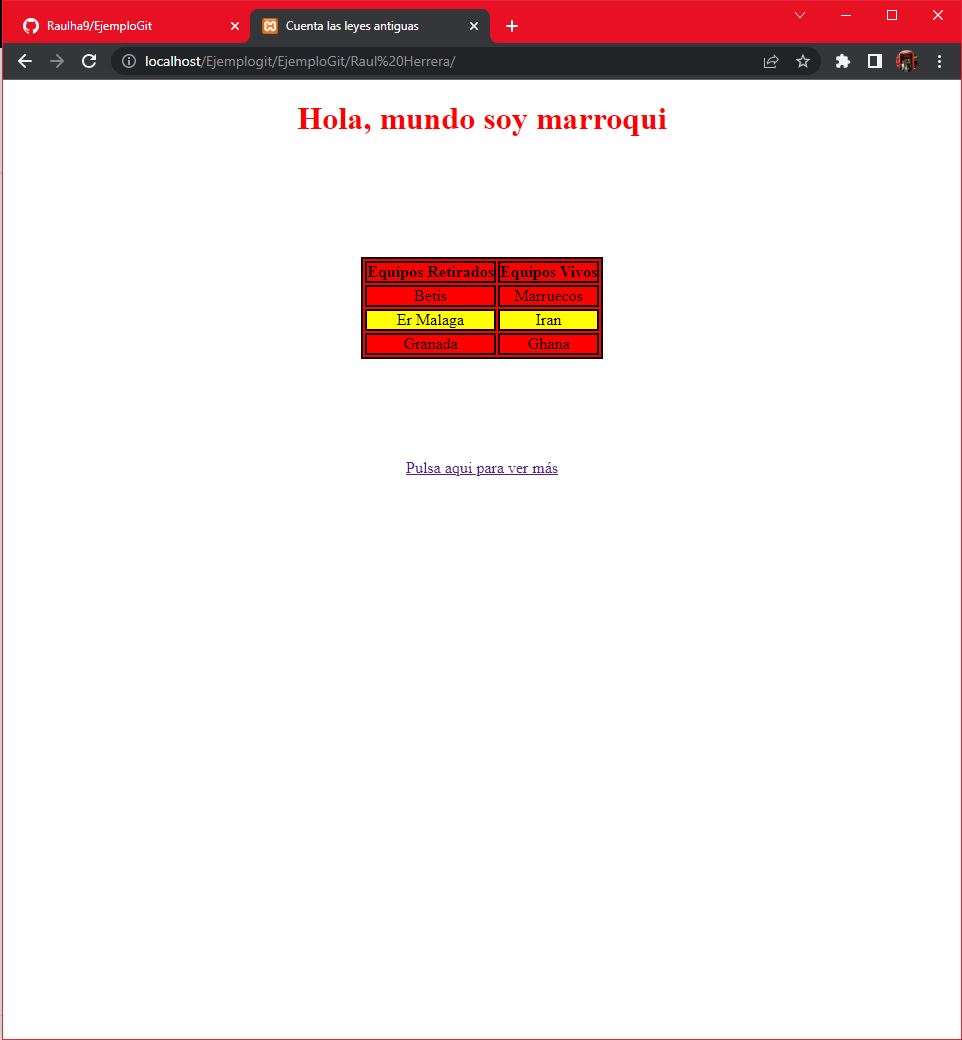 Raulha9/EjemploGit
Cuenta las leyes antiguas
localhost/Ejemplogit/EjemploGit/Raul%20Herrera/
Hola, mundo soy marroqui
Equipos Retirados Equipos Vivos
Betis Marruecos
Er Malaga Iran
Granada Ghana
Pulsa aqui para ver más